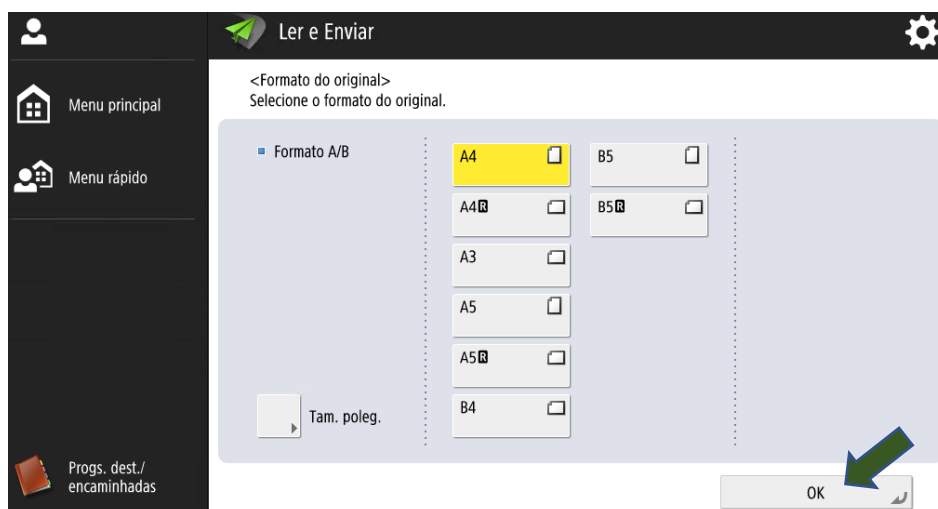 Ler e Enviar
<Formato do original>
Selecione o formato do original.
Menu principal
Menu rápido
Formato A/B
A4
B5
A4R
B5R
A3
A5
A5R
B4
Tam. poleg.
Progs. dest./
encaminhadas
OK